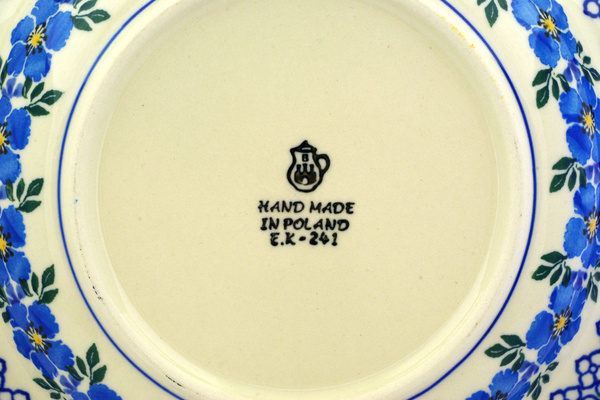 B
HAND MADE
IN POLAND
E.K-241